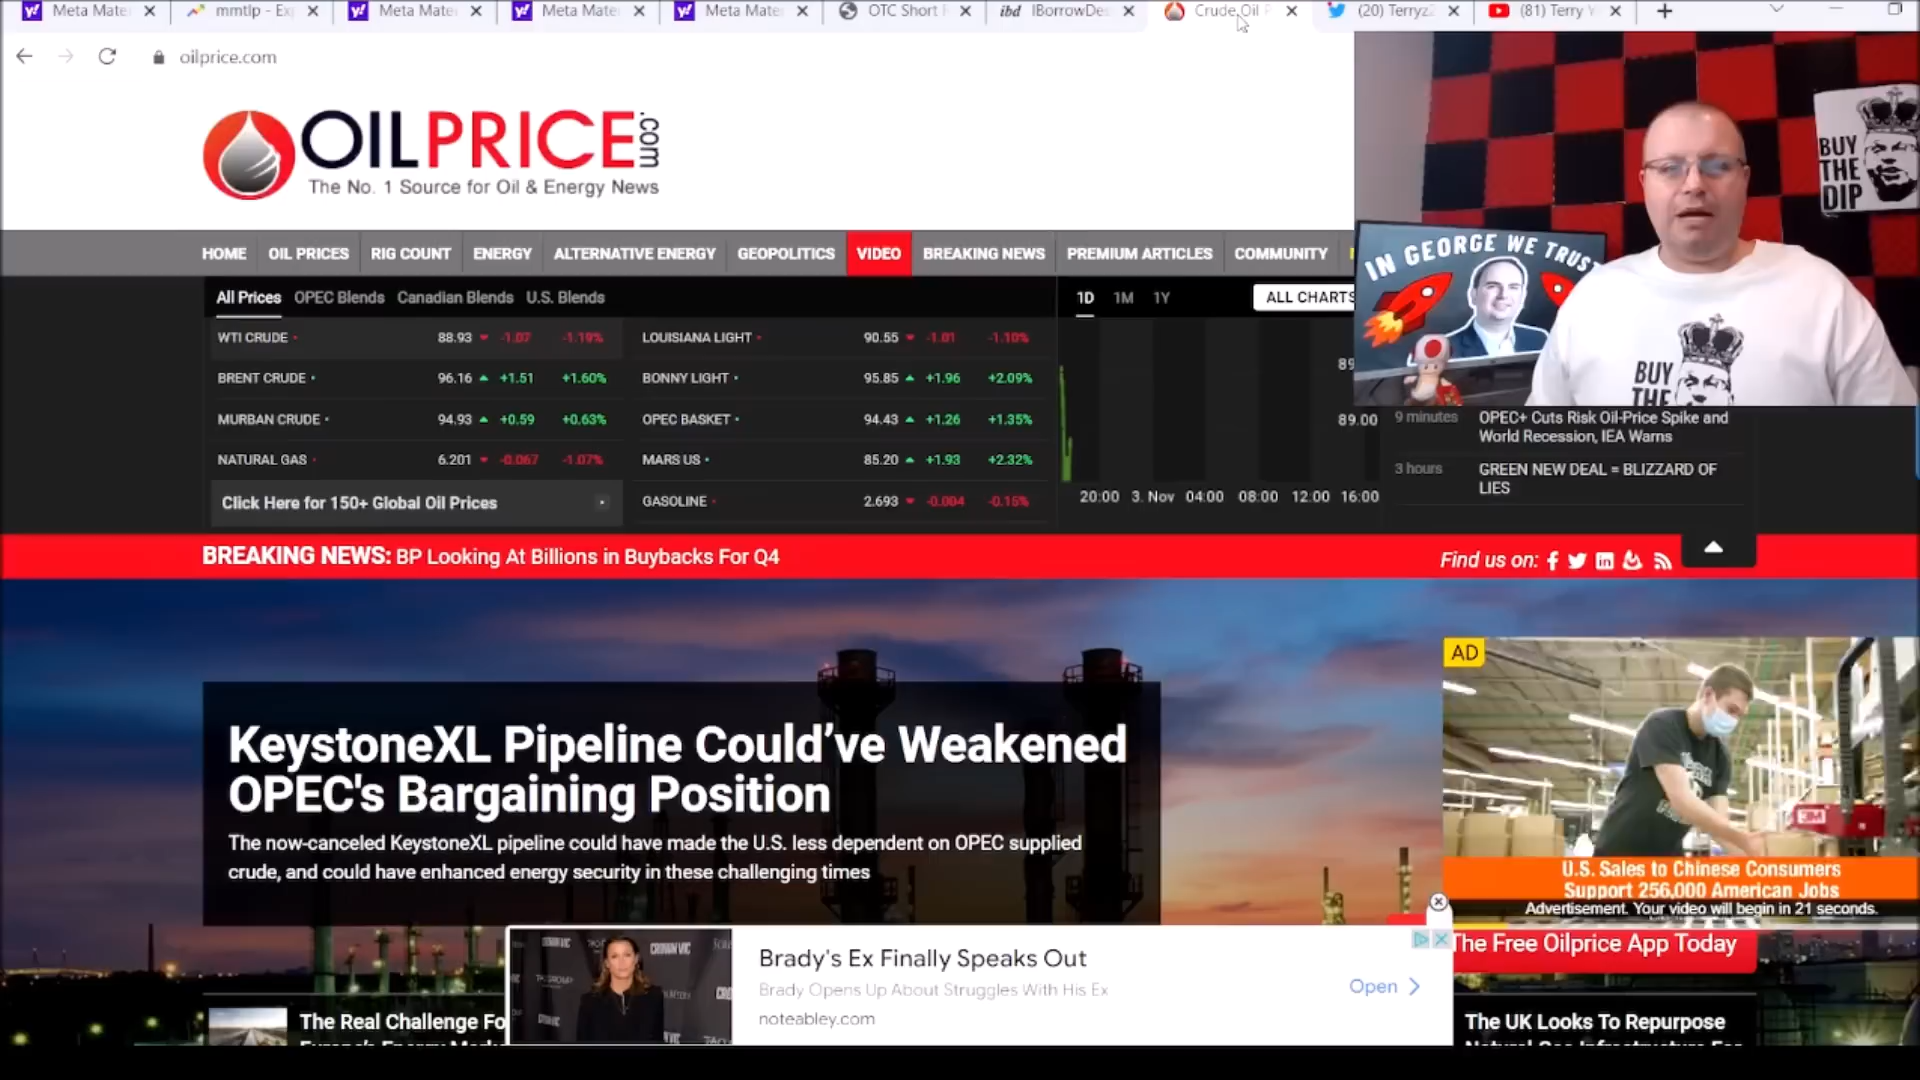 Meta Mate
mmtlp - Ex
Meta Mate
Meta Mate
Meta Mate
OTC Short
ibd IBorrowDes
Crude Oil P
(20) Terryz
(81) Terry
oilprice.com
OILPRICE.com
The No. 1 Source for Oil & Energy News
HOME
OIL PRICES
RIG COUNT
ENERGY
ALTERNATIVE ENERGY
GEOPOLITICS
VIDEO
BREAKING NEWS
PREMIUM ARTICLES
COMMUNITY
All Prices OPEC Blends Canadian Blends U.S. Blends
WTI CRUDE 88.93 -1.07 -1.19%
BRENT CRUDE 96.16 +1.51 +1.60%
MURBAN CRUDE 94.93 +0.59 +0.63%
NATURAL GAS 6.201 -0.067 -1.07%
Click Here for 150+ Global Oil Prices
LOUISIANA LIGHT 90.55 -1.01 -1.10%
BONNY LIGHT 95.85 +1.96 +2.09%
OPEC BASKET 94.43 +1.26 +1.35%
MARS US 85.20 +1.93 +2.32%
GASOLINE 2.693 -0.004 -0.15%
1D 1M 1Y
ALL CHARTS
89
89.00
20:00 3. Nov 04:00 08:00 12:00 16:00
IN GEORGE WE TRUST
BUY
THE
DIP
BUY
THE
9 minutes OPEC+ Cuts Risk Oil-Price Spike and
World Recession, IEA Warns
3 hours GREEN NEW DEAL = BLIZZARD OF
LIES
BREAKING NEWS: BP Looking At Billions in Buybacks For Q4
Find us on:
KeystoneXL Pipeline Could've Weakened
OPEC's Bargaining Position
The now-canceled KeystoneXL pipeline could have made the U.S. less dependent on OPEC supplied
crude, and could have enhanced energy security in these challenging times
AD
3M
U.S. Sales to Chinese Consumers
Support 256,000 American Jobs
Advertisement. Your video will begin in 21 seconds.
The Free Oilprice App Today
CROWN VIC
Brady's Ex Finally Speaks Out
Brady Opens Up About Struggles With His Ex
noteabley.com
Open
The Real Challenge Fo
The UK Looks To Repurpose